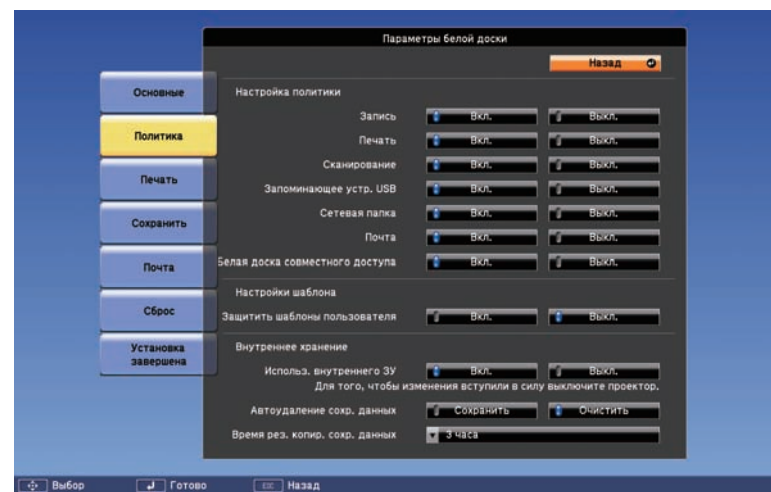 Параметры белой доски
Назад
Основные
Политика
Печать
Сохранить
Почта
Сброс
Установка
завершена
Настройка политики
Запись Вкл. Выкл.
Печать Вкл. Выкл.
Сканирование Вкл. Выкл.
Запоминающее устр. USB Вкл. Выкл.
Сетевая папка Вкл. Выкл.
Почта Вкл. Выкл.
Белая доска совместного доступа Вкл. Выкл.
Настройки шаблона
Защитить шаблоны пользователя Вкл. Выкл.
Внутреннее хранение
Использ. внутреннего ЗУ Вкл. Выкл.
Для того, чтобы изменения вступили в силу выключите проектор.
Автоудаление сохр. данных Сохранить Очистить
Время рез. копир. сохр. данных 3 часа
Выбор Готово Esc Назад